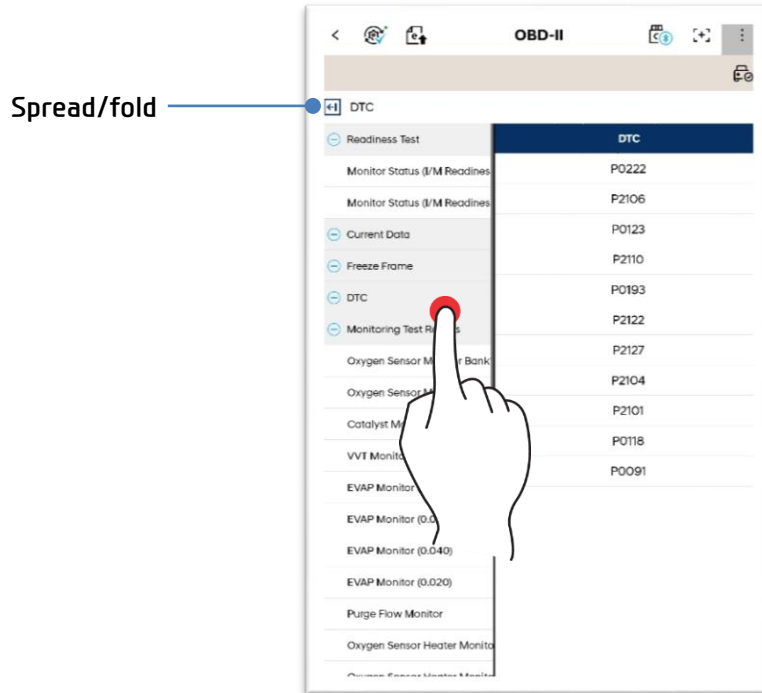 OBD-II
Spread/fold
DTC
Readiness Test
DTC
Monitor Status (I/M Readines
P0222
Monitor Status (I/M Readines
P2106
Current Data
P0123
Freeze Frame
P2110
DTC
P0193
Monitoring Test
P2122
Oxygen Sensor Bank
P2127
Oxygen Sensor
P2104
Catalyst
P2101
VVT
P0118
EVAP Monitor
P0091
EVAP Monitor
EVAP Monitor (0.040)
EVAP Monitor (0.020)
Purge Flow Monitor
Oxygen Sensor Heater Monito